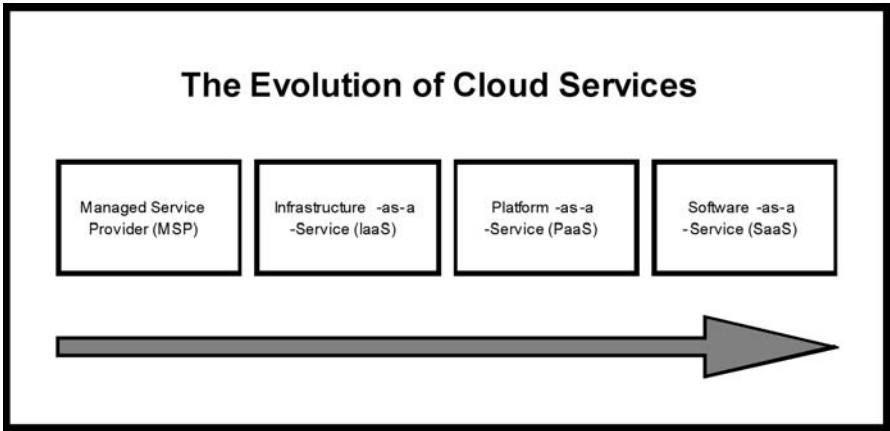 The Evolution of Cloud Services
Managed Service
Provider (MSP)
Infrastructure -as-a
-Service (IaaS)
Platform -as-a
-Service (PaaS)
Software -as-a
-Service (SaaS)